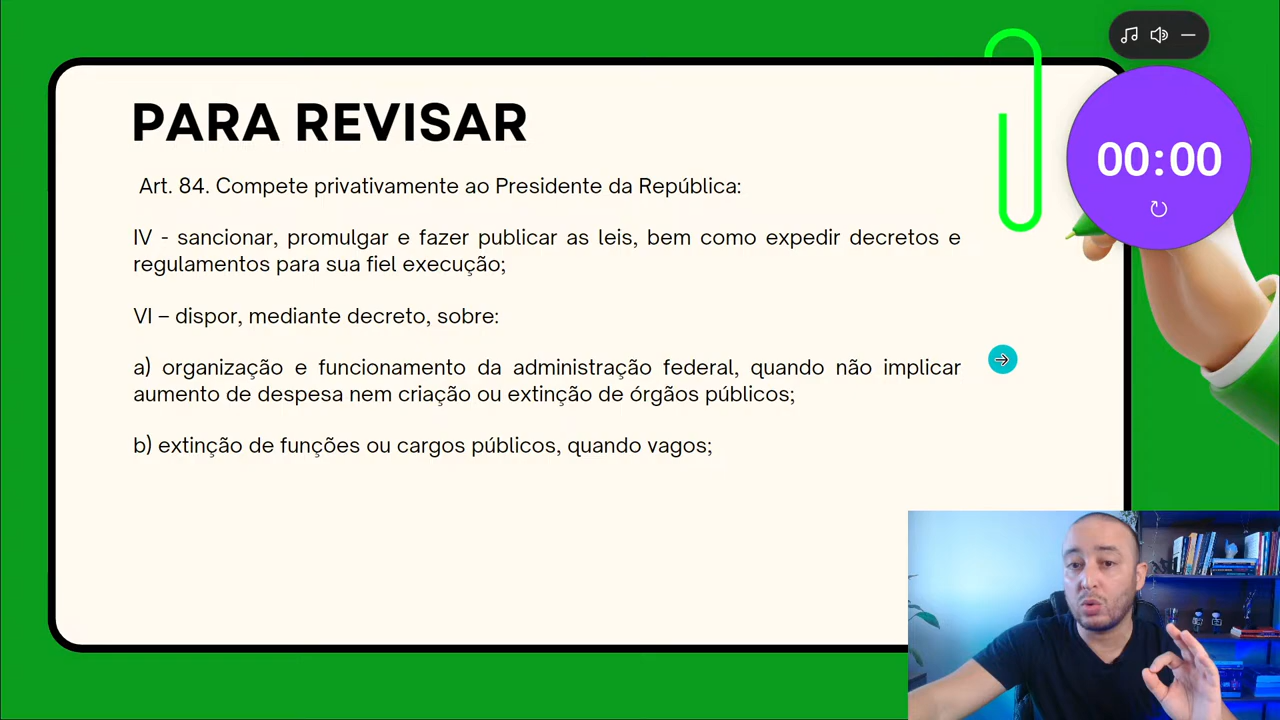 PARA REVISAR
00:00
Art. 84. Compete privativamente ao Presidente da República:
IV - sancionar, promulgar e fazer publicar as leis, bem como expedir decretos e
regulamentos para sua fiel execução;
VI – dispor, mediante decreto, sobre:
a) organização e funcionamento da administração federal, quando não implicar
aumento de despesa nem criação ou extinção de órgãos públicos;
b) extinção de funções ou cargos públicos, quando vagos;